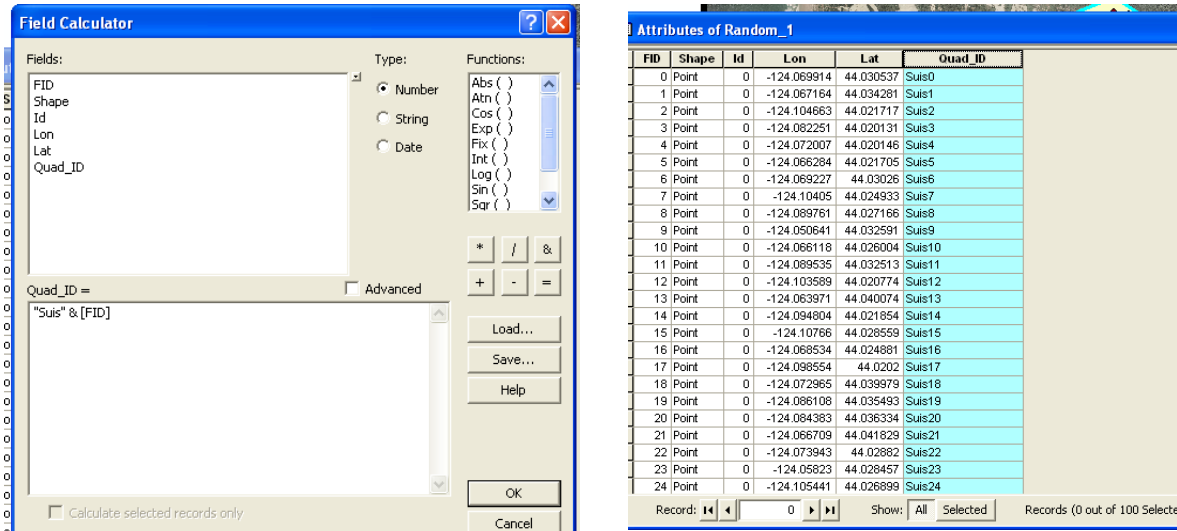 Field Calculator
Fields:
Type:
Functions:
FID
Shape
Id
Lon
Lat
Quad_ID
Number
String
Date
Abs ( )
Atn ( )
Cos ( )
Exp ( )
Fix ( )
Int ( )
Log ( )
Sin ( )
Sqr ( )
* / &
+ - =
Quad_ID =
Advanced
"Suis" & [FID]
Load...
Save...
Help
OK
Cancel
Calculate selected records only
Attributes of Random_1
FID Shape Id Lon Lat Quad_ID
0 Point 0 -124.069914 44.030537 Suis0
1 Point 0 -124.067164 44.034281 Suis1
2 Point 0 -124.104663 44.021717 Suis2
3 Point 0 -124.082251 44.020131 Suis3
4 Point 0 -124.072007 44.020146 Suis4
5 Point 0 -124.066284 44.021705 Suis5
6 Point 0 -124.069227 44.03026 Suis6
7 Point 0 -124.10405 44.024933 Suis7
8 Point 0 -124.089761 44.027166 Suis8
9 Point 0 -124.050641 44.032591 Suis9
10 Point 0 -124.066118 44.026004 Suis10
11 Point 0 -124.089535 44.032513 Suis11
12 Point 0 -124.103589 44.020774 Suis12
13 Point 0 -124.063971 44.040074 Suis13
14 Point 0 -124.094804 44.021854 Suis14
15 Point 0 -124.10766 44.028559 Suis15
16 Point 0 -124.068534 44.024881 Suis16
17 Point 0 -124.098554 44.0202 Suis17
18 Point 0 -124.072965 44.039979 Suis18
19 Point 0 -124.086108 44.035493 Suis19
20 Point 0 -124.084383 44.036334 Suis20
21 Point 0 -124.066709 44.041829 Suis21
22 Point 0 -124.073943 44.02882 Suis22
23 Point 0 -124.05823 44.028457 Suis23
24 Point 0 -124.105441 44.026899 Suis24
Record: 0 Show: All Selected Records (0 out of 100 Selecte